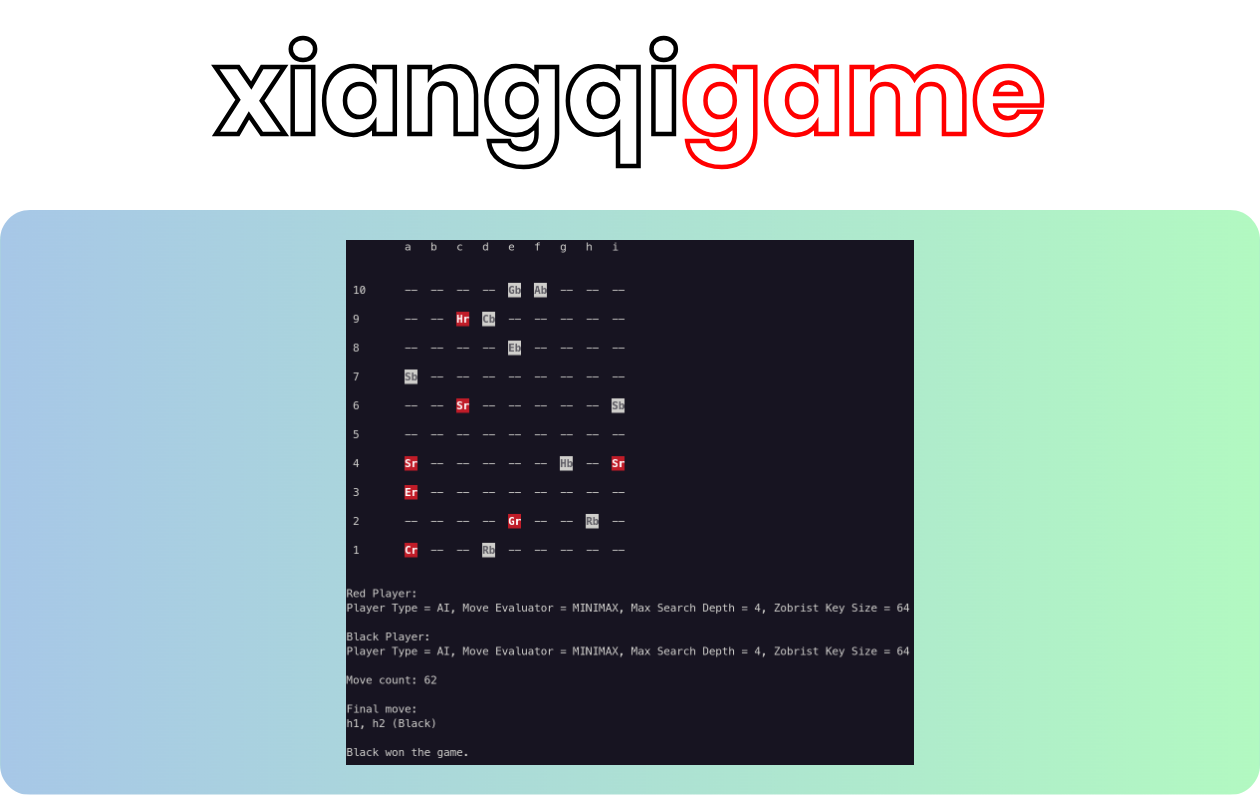 xiangqigame
a b c d e f g h i
10 —— —— —— —— Gb Ab —— —— ——
9 —— —— Hr Cb —— —— —— —— ——
8 —— —— —— —— Eb —— —— —— ——
7 Sb —— —— —— —— —— —— —— ——
6 —— —— Sr —— —— —— —— —— Sb
5 —— —— —— —— —— —— —— —— ——
4 Sr —— —— —— —— —— Hb —— Sr
3 Er —— —— —— —— —— —— —— ——
2 —— —— —— —— Gr —— —— Rb ——
1 Cr —— —— Rb —— —— —— —— ——
Red Player:
Player Type = AI, Move Evaluator = MINIMAX, Max Search Depth = 4, Zobrist Key Size = 64
Black Player:
Player Type = AI, Move Evaluator = MINIMAX, Max Search Depth = 4, Zobrist Key Size = 64
Move count: 62
Final move:
h1, h2 (Black)
Black won the game.